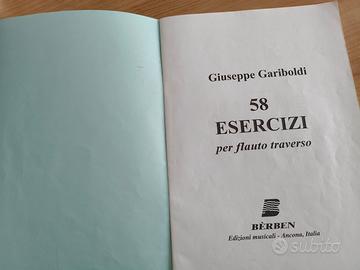 Giuseppe Gariboldi
58
ESERCIZI
per flauto traverso
BÈRBEN
Edizioni musicali - Ancona, Italia
subito